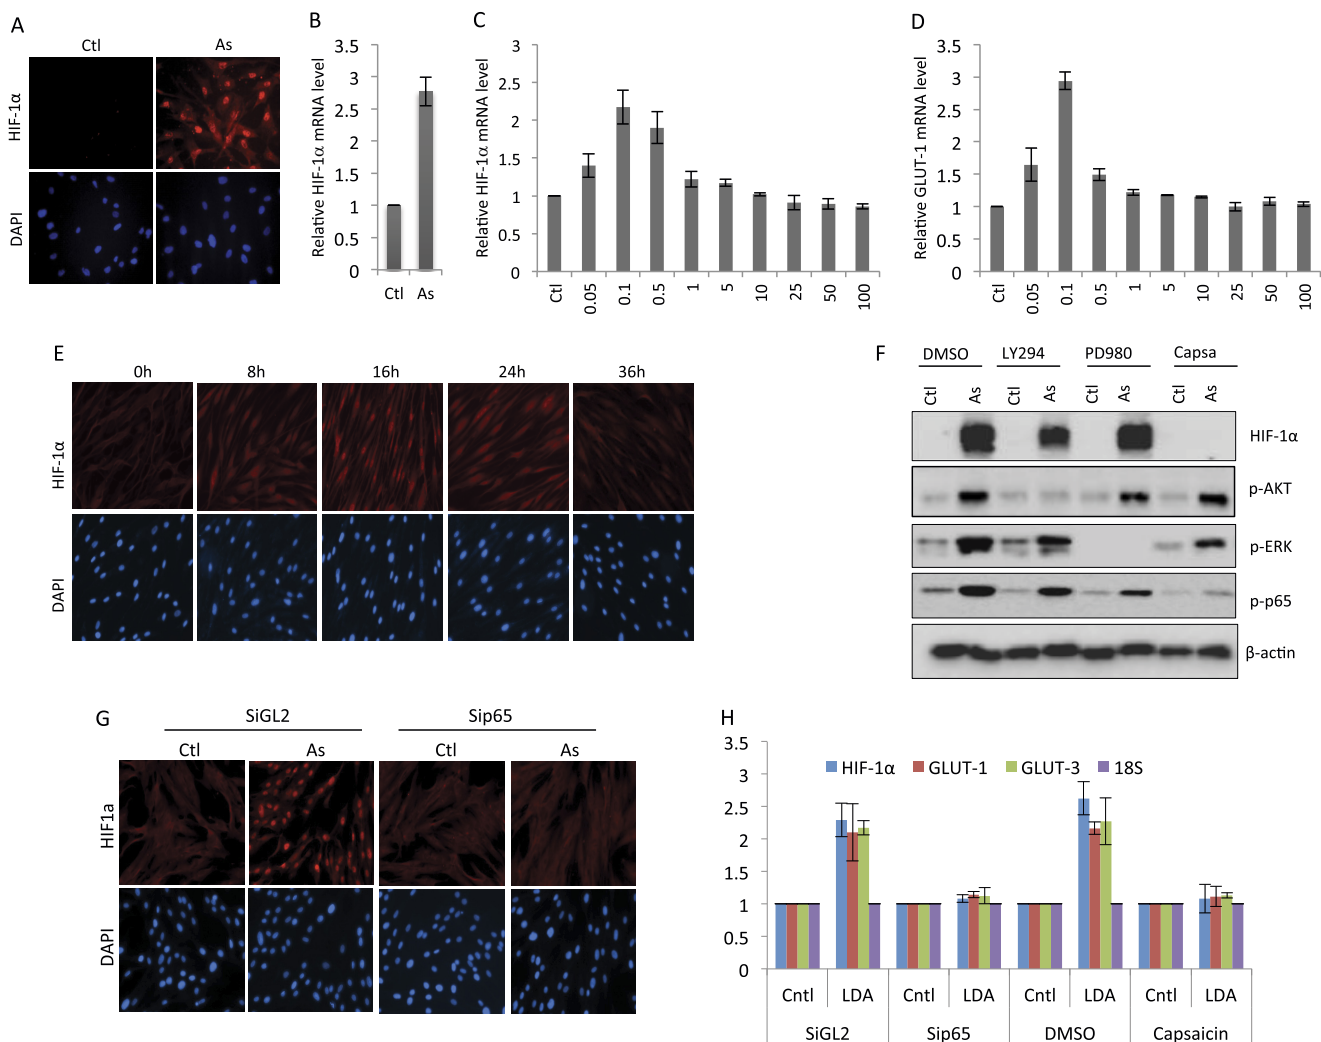 A
Ctl As
HIF-1α
DAPI
B
Relative HIF-1α mRNA level
3.5
3
2.5
2
1.5
1
0.5
0
Ctl As
C
Relative HIF-1α mRNA level
3
2.5
2
1.5
1
0.5
0
Ctl 0.05 0.1 0.5 1 5 10 25 50 100
D
Relative GLUT-1 mRNA level
3.5
3
2.5
2
1.5
1
0.5
0
Ctl 0.05 0.1 0.5 1 5 10 25 50 100
E
0h 8h 16h 24h 36h
HIF-1α
DAPI
F
DMSO LY294 PD980 Capsa
Ctl As Ctl As Ctl As Ctl As
HIF-1α
p-AKT
p-ERK
p-p65
β-actin
G
SiGL2 Sip65
Ctl As Ctl As
HIF1a
DAPI
H
3.5
3
2.5
2
1.5
1
0.5
0
HIF-1α GLUT-1 GLUT-3 18S
Cntl LDA Cntl LDA Cntl LDA Cntl LDA
SiGL2 Sip65 DMSO Capsaicin